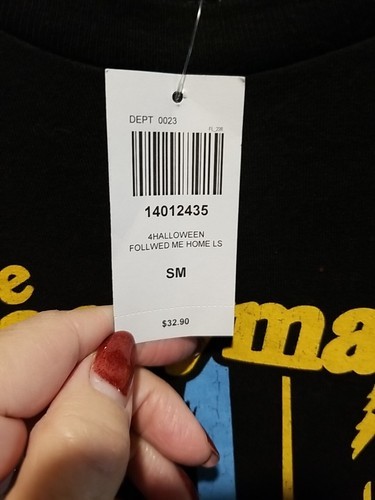 DEPT 0023
14012435
4HALLOWEEN
FOLLWED ME HOME LS
SM
$32.90
e
ma